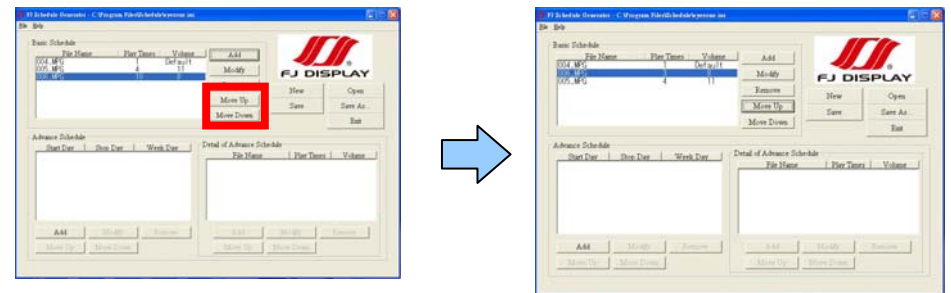 FJ Schedule Generator - C:\Program Files\Schedule\
File Help
Basic Schedule
File Name Play Times Volume
004.MPG Default
005.MPG 4 11
006.MPG 10 8
Add
Modify
Move Up
Move Down
FJ DISPLAY
New Open
Save Save As...
Exit
Advance Schedule
Start Day Stop Day Week Day
Add Modify Remove
Move Up Move Down
Detail of Advance Schedule
File Name Play Times Volume
Add Modify Remove
Move Up Move Down
FJ Schedule Generator - C:\Program Files\Schedule\
File Help
Basic Schedule
File Name Play Times Volume
004.MPG 1 Default
006.MPG 8
005.MPG 4 11
Add
Modify
Remove
Move Up
Move Down
FJ DISPLAY
New Open
Save Save As...
Exit
Advance Schedule
Start Day Stop Day Week Day
Add Modify Remove
Move Up Move Down
Detail of Advance Schedule
File Name Play Times Volume
Add Modify Remove
Move Up Move Down